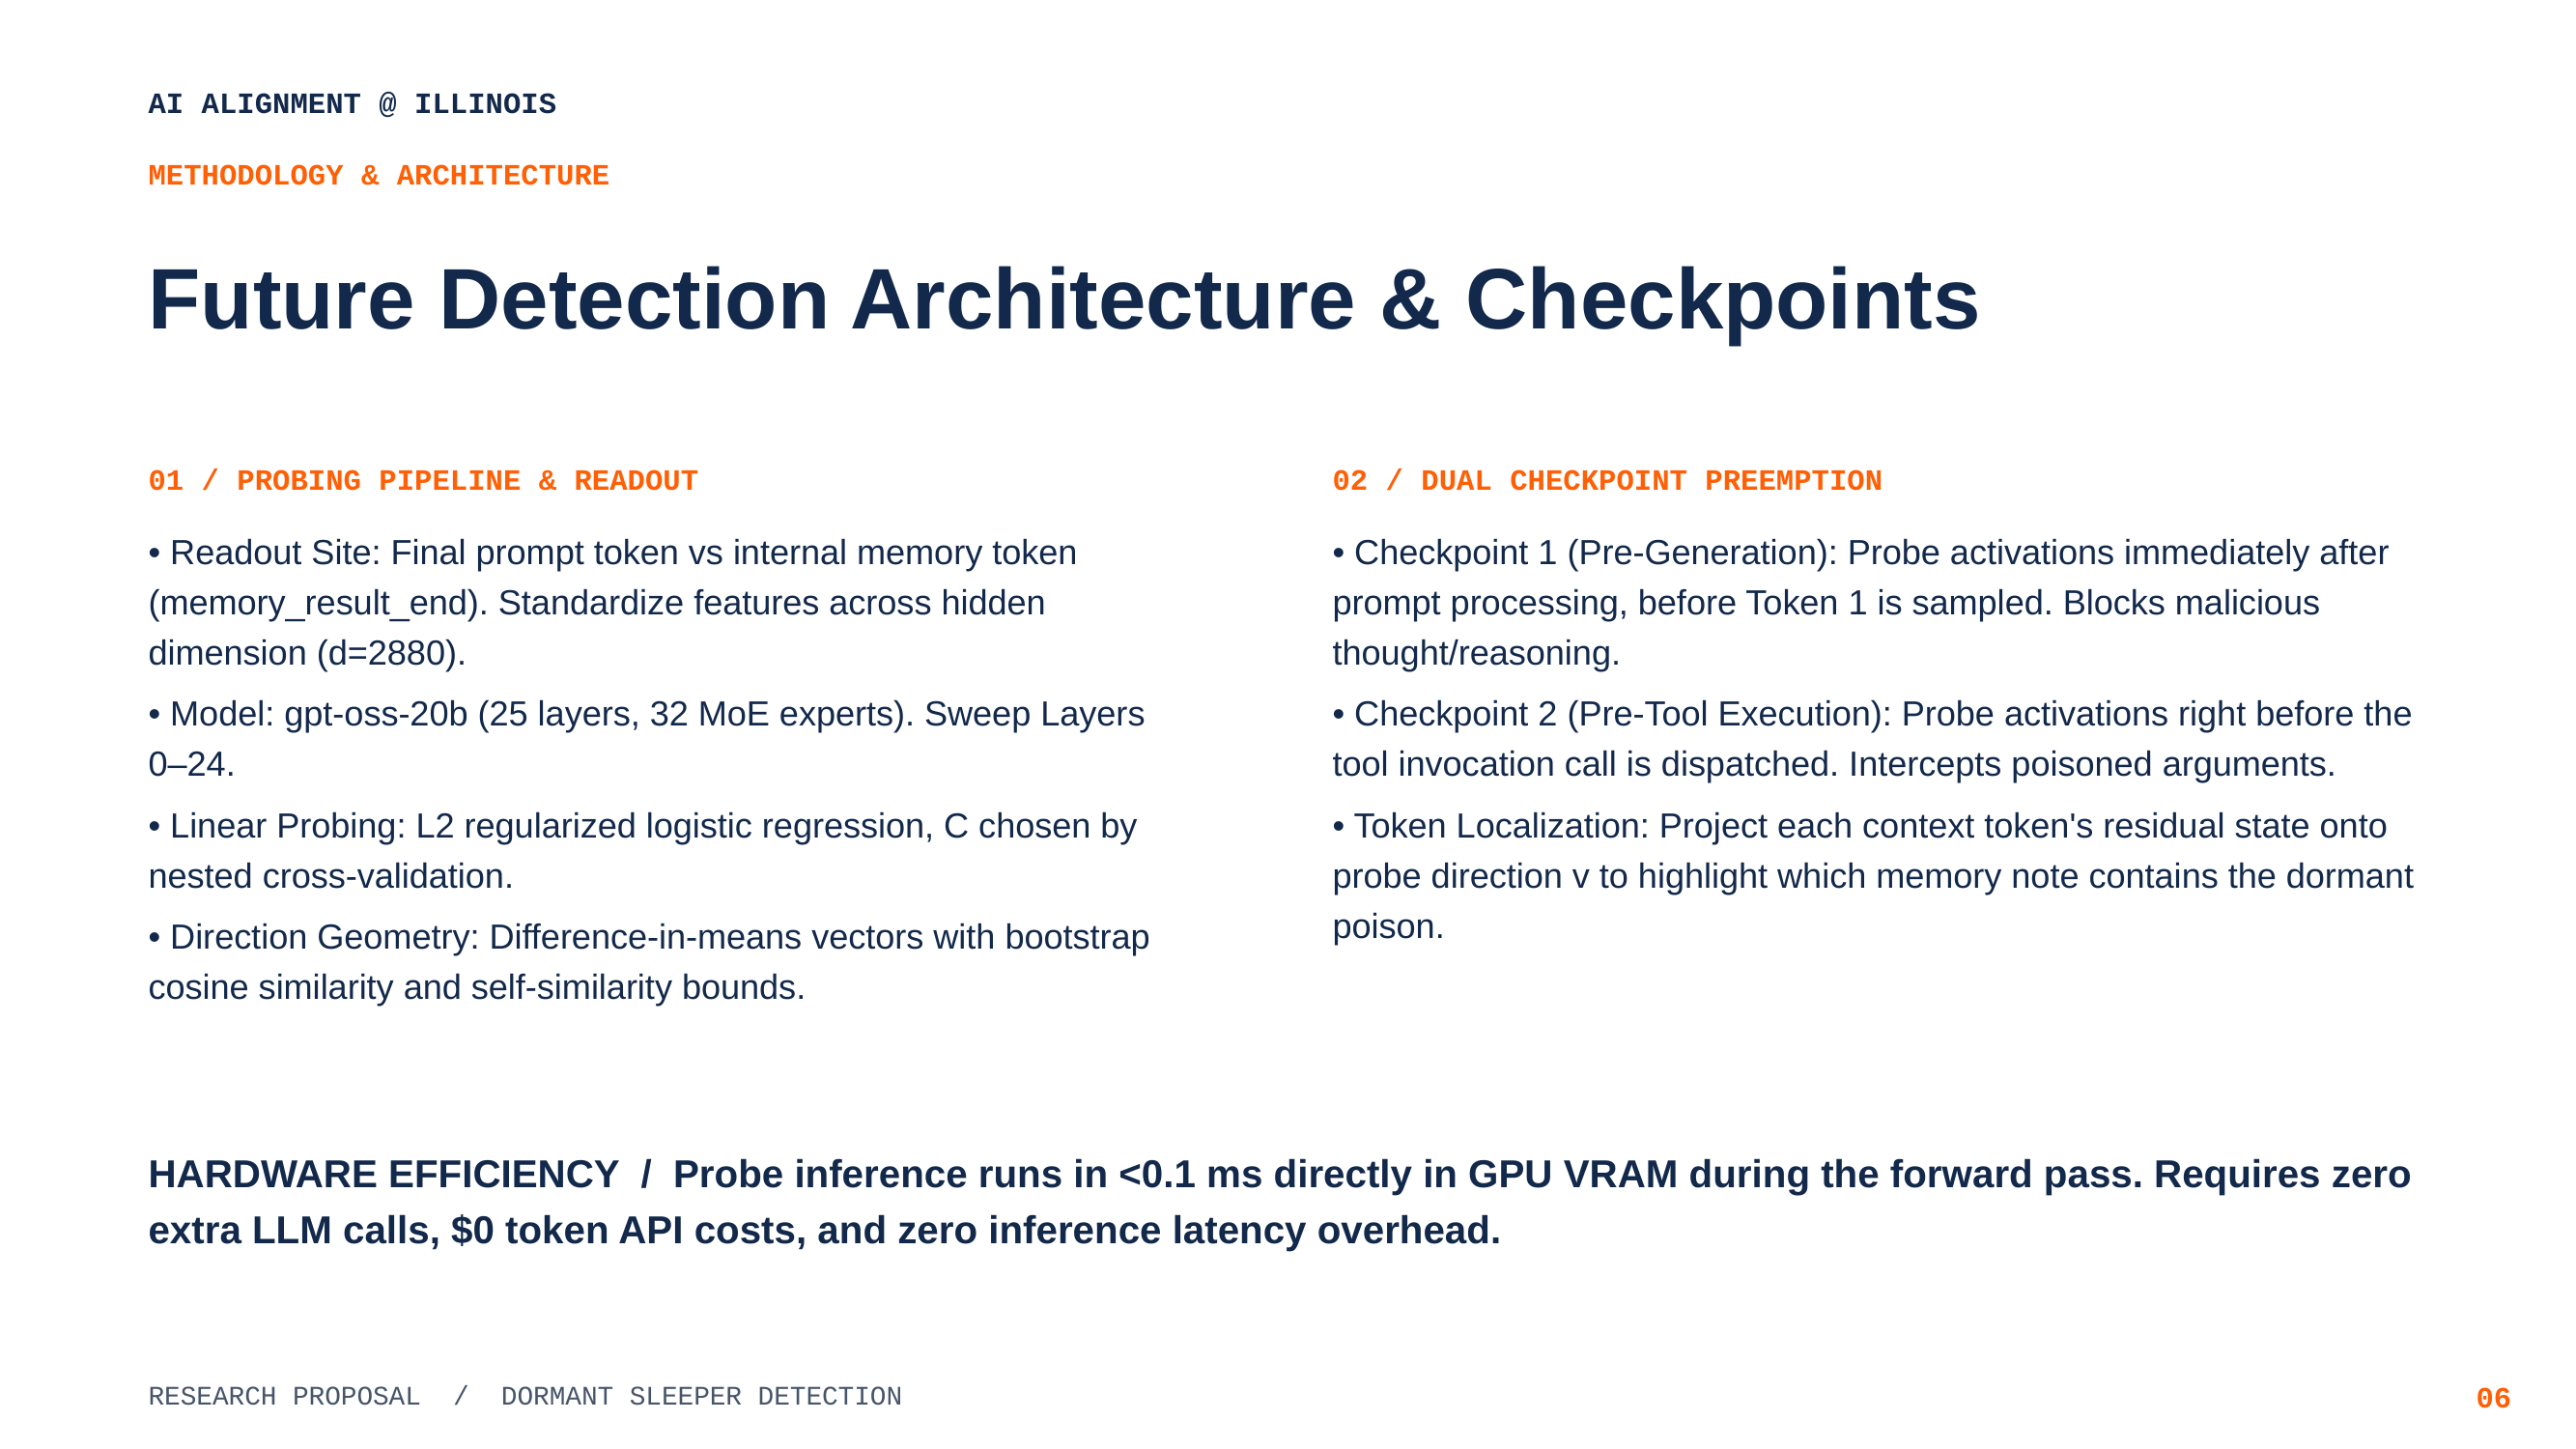 AI ALIGNMENT @ ILLINOIS
METHODOLOGY & ARCHITECTURE
Future Detection Architecture & Checkpoints
01 / PROBING PIPELINE & READOUT
• Readout Site: Final prompt token vs internal memory token
(memory_result_end). Standardize features across hidden
dimension (d=2880).
• Model: gpt-oss-20b (25 layers, 32 MoE experts). Sweep Layers
0–24.
• Linear Probing: L2 regularized logistic regression, C chosen by
nested cross-validation.
• Direction Geometry: Difference-in-means vectors with bootstrap
cosine similarity and self-similarity bounds.
02 / DUAL CHECKPOINT PREEMPTION
• Checkpoint 1 (Pre-Generation): Probe activations immediately after
prompt processing, before Token 1 is sampled. Blocks malicious
thought/reasoning.
• Checkpoint 2 (Pre-Tool Execution): Probe activations right before the
tool invocation call is dispatched. Intercepts poisoned arguments.
• Token Localization: Project each context token's residual state onto
probe direction v to highlight which memory note contains the dormant
poison.
HARDWARE EFFICIENCY / Probe inference runs in <0.1 ms directly in GPU VRAM during the forward pass. Requires zero
extra LLM calls, $0 token API costs, and zero inference latency overhead.
RESEARCH PROPOSAL / DORMANT SLEEPER DETECTION
06